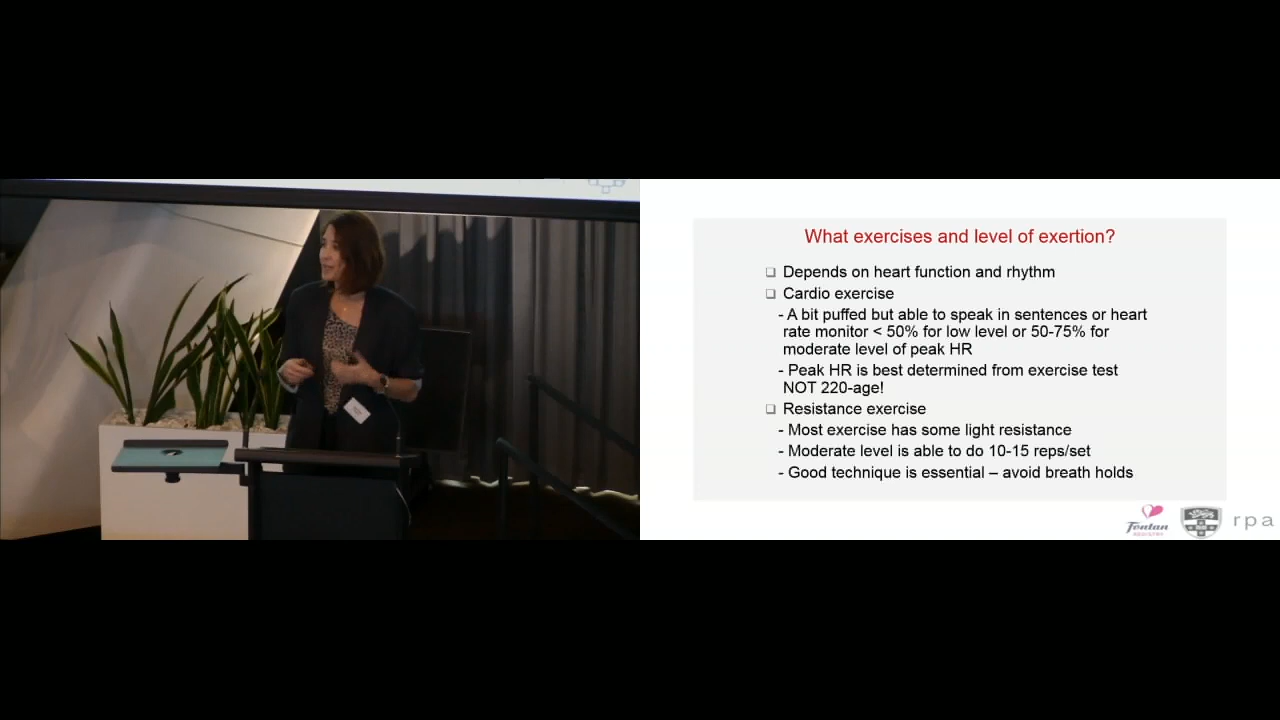 What exercises and level of exertion?
Depends on heart function and rhythm
Cardio exercise
- A bit puffed but able to speak in sentences or heart
rate monitor < 50% for low level or 50-75% for
moderate level of peak HR
- Peak HR is best determined from exercise test
NOT 220-age!
Resistance exercise
- Most exercise has some light resistance
- Moderate level is able to do 10-15 reps/set
- Good technique is essential – avoid breath holds
Fontan
REGISTRY
rpa